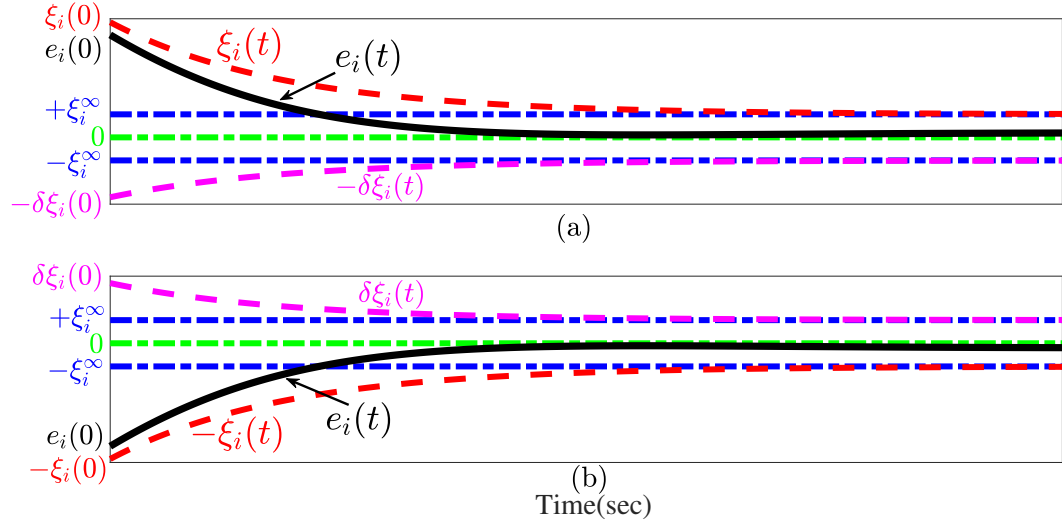 ξᵢ(0)
eᵢ(0)
ξᵢ(t)
eᵢ(t)
+ξᵢ^∞
0
−ξᵢ^∞
−δξᵢ(t)
−δξᵢ(0)
(a)
δξᵢ(0)
δξᵢ(t)
+ξᵢ^∞
0
−ξᵢ^∞
eᵢ(t)
−ξᵢ(t)
eᵢ(0)
−ξᵢ(0)
(b)
Time(sec)